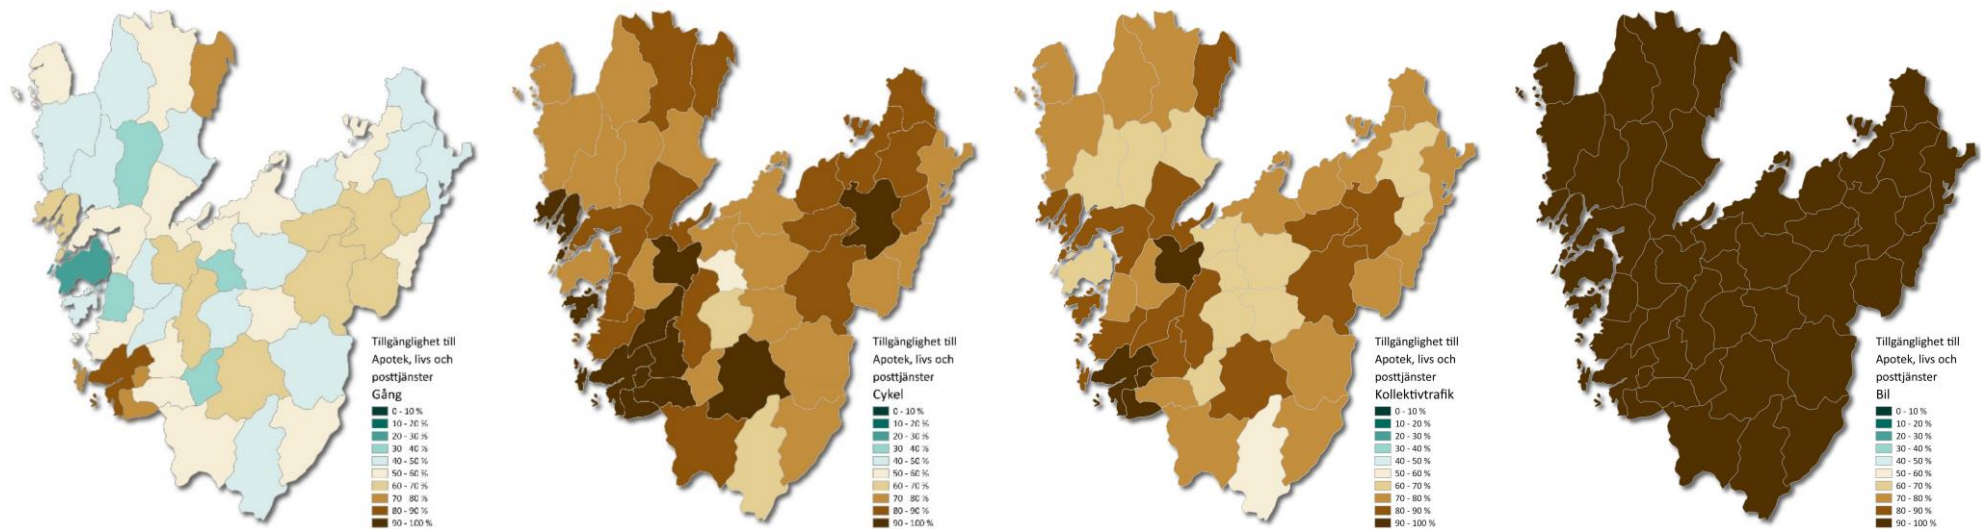 Tillgänglighet till
Apotek, livs och
posttjänster
Gång
0 - 10 %
10 - 20 %
20 - 30 %
30 - 40 %
40 - 50 %
50 - 60 %
60 - 70 %
70 - 80 %
80 - 90 %
90 - 100 %
Tillgänglighet till
Apotek, livs och
posttjänster
Cykel
0 - 10 %
10 - 20 %
20 - 30 %
30 - 40 %
40 - 50 %
50 - 60 %
60 - 70 %
70 - 80 %
80 - 90 %
90 - 100 %
Tillgänglighet till
Apotek, livs och
posttjänster
Kollektivtrafik
0 - 10 %
10 - 20 %
20 - 30 %
30 - 40 %
40 - 50 %
50 - 60 %
60 - 70 %
70 - 80 %
80 - 90 %
90 - 100 %
Tillgänglighet till
Apotek, livs och
posttjänster
Bil
0 - 10 %
10 - 20 %
20 - 30 %
30 - 40 %
40 - 50 %
50 - 60 %
60 - 70 %
70 - 80 %
80 - 90 %
90 - 100 %